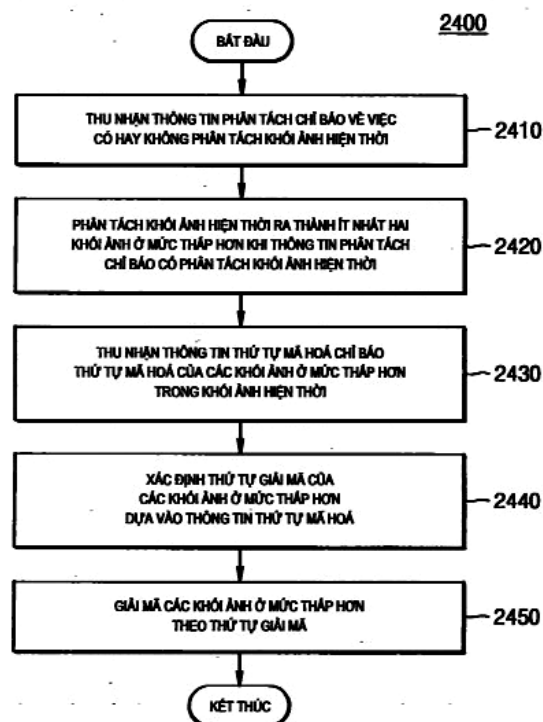 2400
BẮT ĐẦU
THU NHẬN THÔNG TIN PHÂN TÁCH CHỈ BÁO VỀ VIỆC
CÓ HAY KHÔNG PHÂN TÁCH KHỐI ẢNH HIỆN THỜI
2410
PHÂN TÁCH KHỐI ẢNH HIỆN THỜI RA THÀNH ÍT NHẤT HAI
KHỐI ẢNH Ở MỨC THẤP HƠN KHI THÔNG TIN PHÂN TÁCH
CHỈ BÁO CÓ PHÂN TÁCH KHỐI ẢNH HIỆN THỜI
2420
THU NHẬN THÔNG TIN THỨ TỰ MÃ HOÁ CHỈ BÁO
THỨ TỰ MÃ HOÁ CỦA CÁC KHỐI ẢNH Ở MỨC THẤP HƠN
TRONG KHỐI ẢNH HIỆN THỜI
2430
XÁC ĐỊNH THỨ TỰ GIẢI MÃ CỦA
CÁC KHỐI ẢNH Ở MỨC THẤP HƠN
DỰA VÀO THÔNG TIN THỨ TỰ MÃ HOÁ
2440
GIẢI MÃ CÁC KHỐI ẢNH Ở MỨC THẤP HƠN
THEO THỨ TỰ GIẢI MÃ
2450
KẾT THÚC